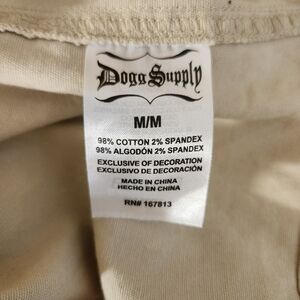 Dogg Supply
M/M
98% COTTON 2% SPANDEX
98% ALGODÓN 2% SPANDEX
EXCLUSIVE OF DECORATION
EXCLUSIVO DE DECORACIÓN
MADE IN CHINA
HECHO EN CHINA
RN# 167813